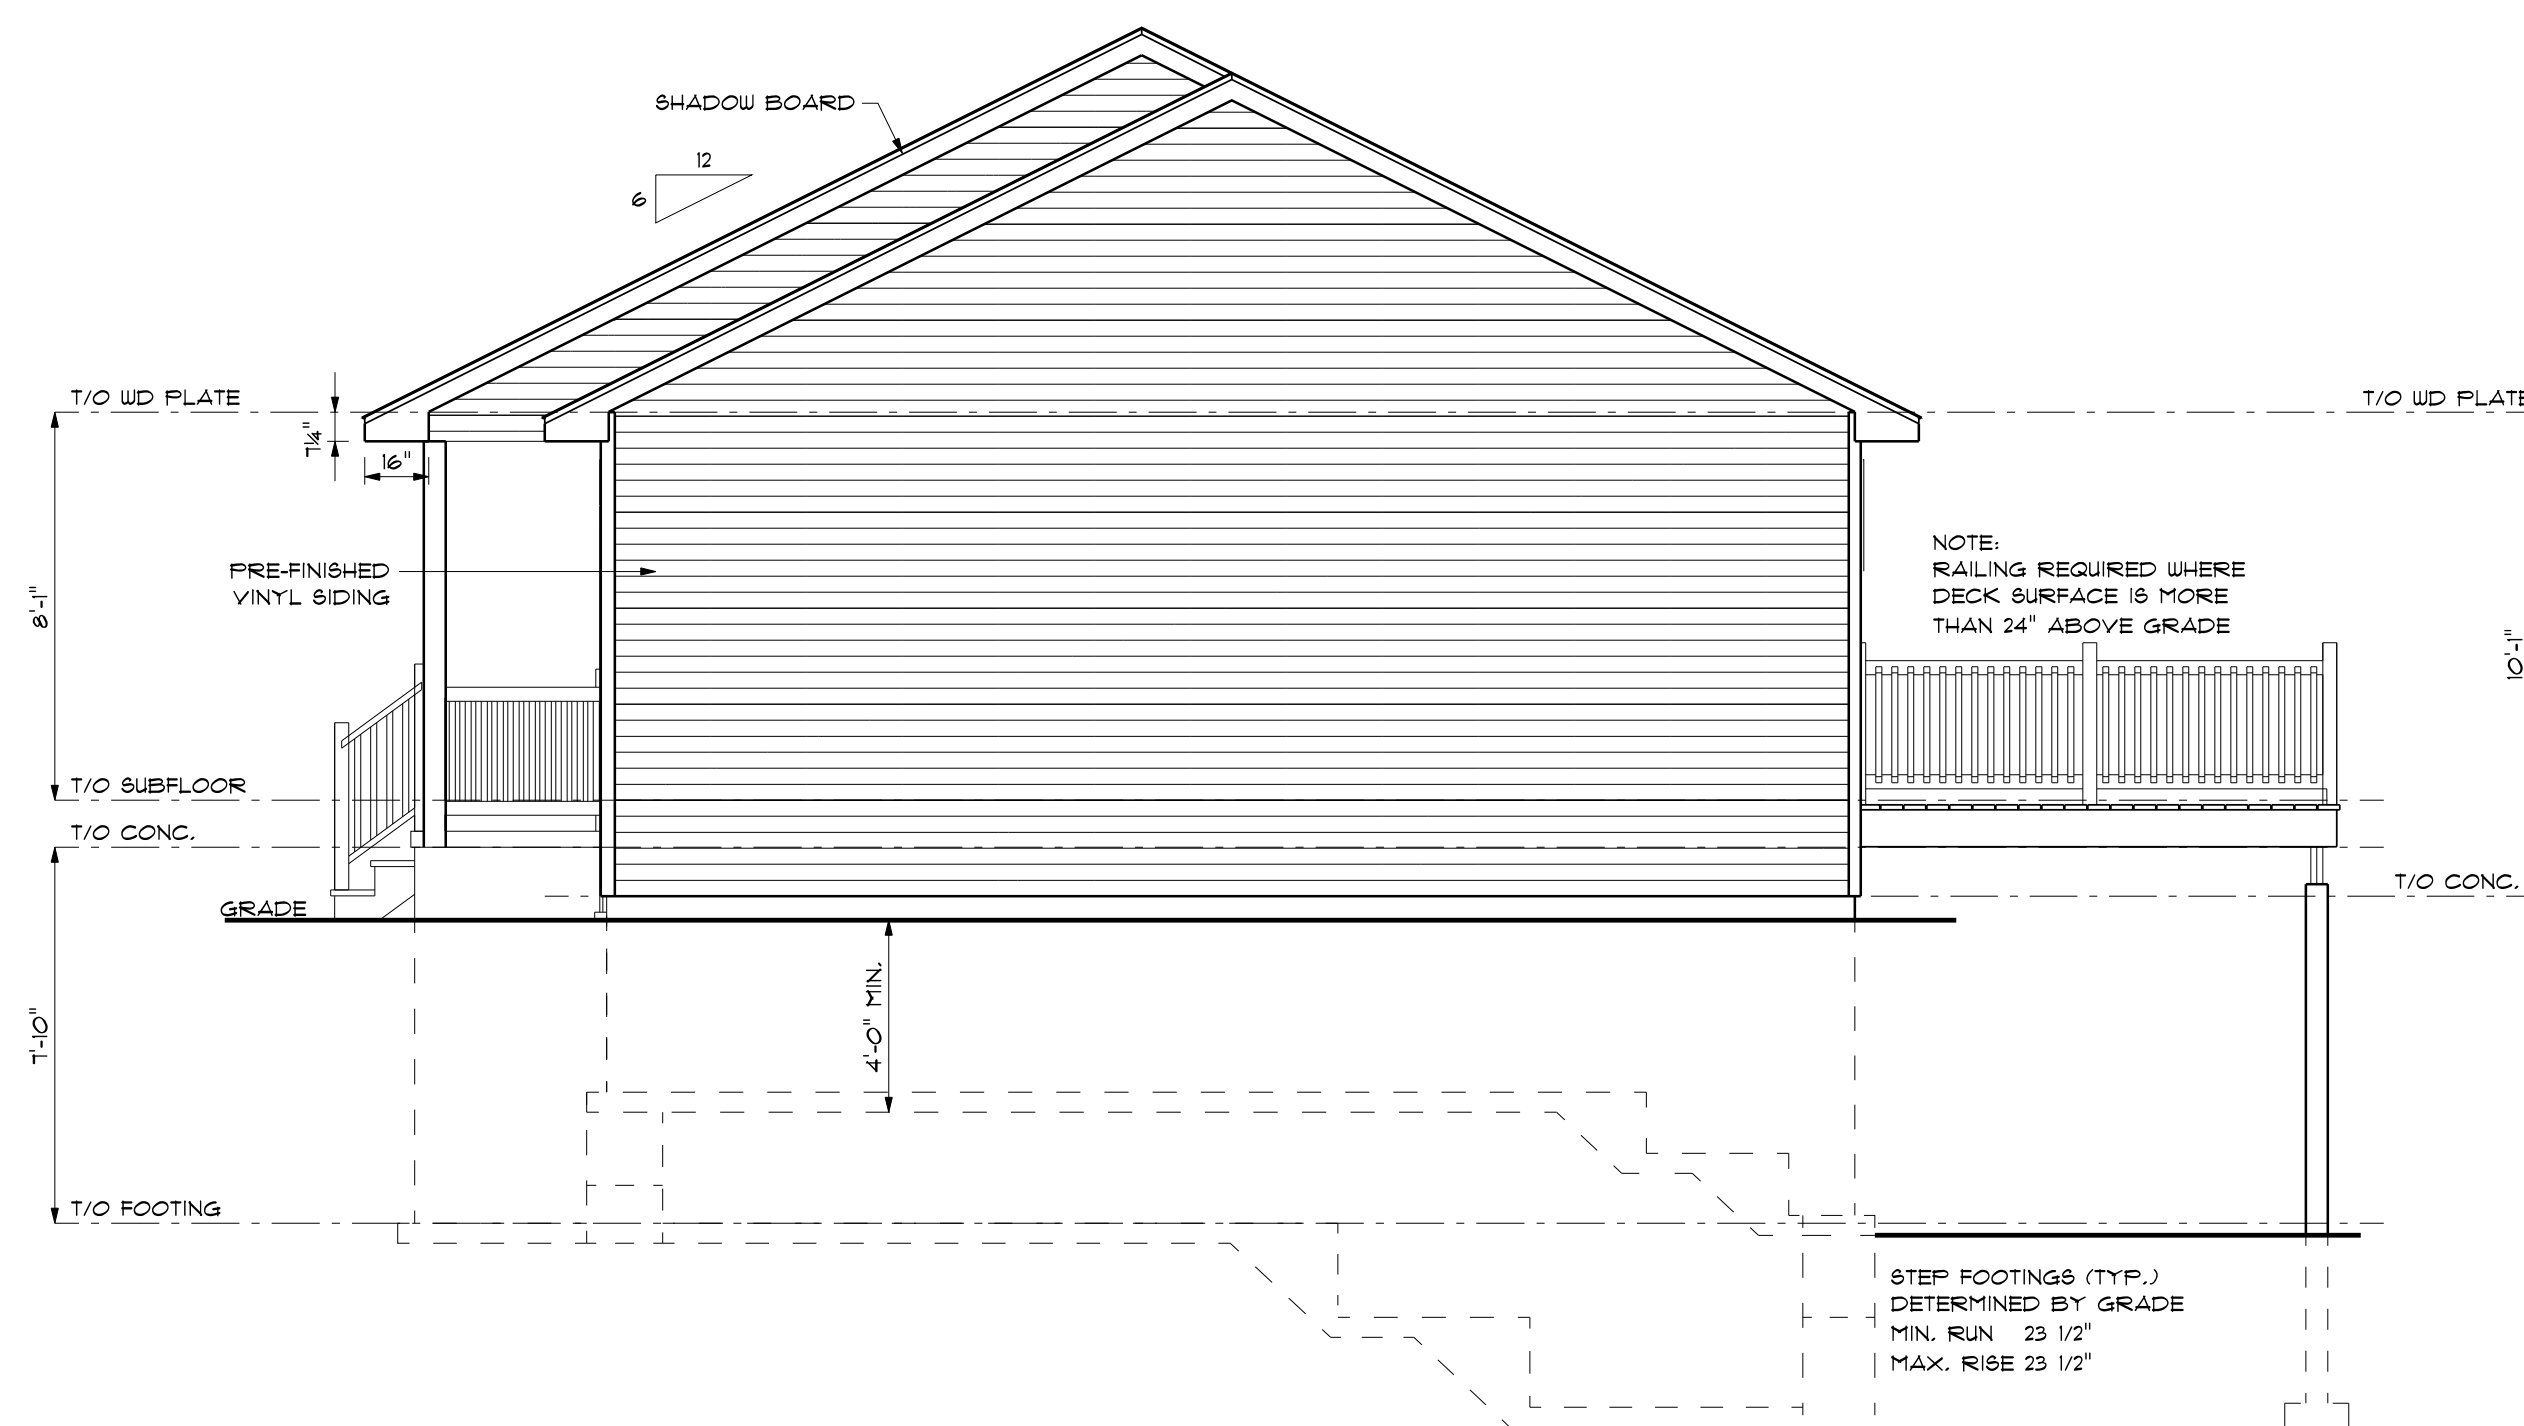 SHADOW BOARD
12
6
T/O WD PLATE
T/O WD PLATE
7 1/4"
16"
PRE-FINISHED
VINYL SIDING
8'-1"
NOTE:
RAILING REQUIRED WHERE
DECK SURFACE IS MORE
THAN 24" ABOVE GRADE
10'-1"
T/O SUBFLOOR
T/O CONC.
T/O CONC.
GRADE
4'-0" MIN.
7'-10"
T/O FOOTING
STEP FOOTINGS (TYP.)
DETERMINED BY GRADE
MIN. RUN 23 1/2"
MAX. RISE 23 1/2"